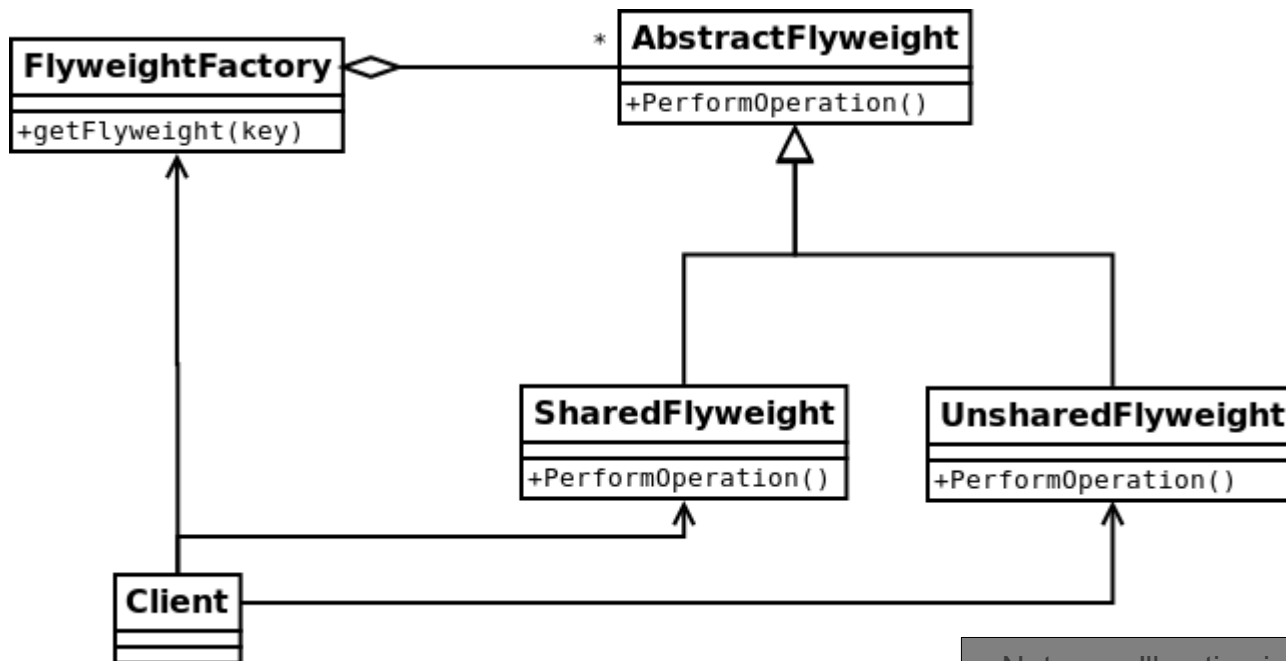 FlyweightFactory
+getFlyweight(key)
*
AbstractFlyweight
+PerformOperation()
SharedFlyweight
+PerformOperation()
UnsharedFlyweight
+PerformOperation()
Client